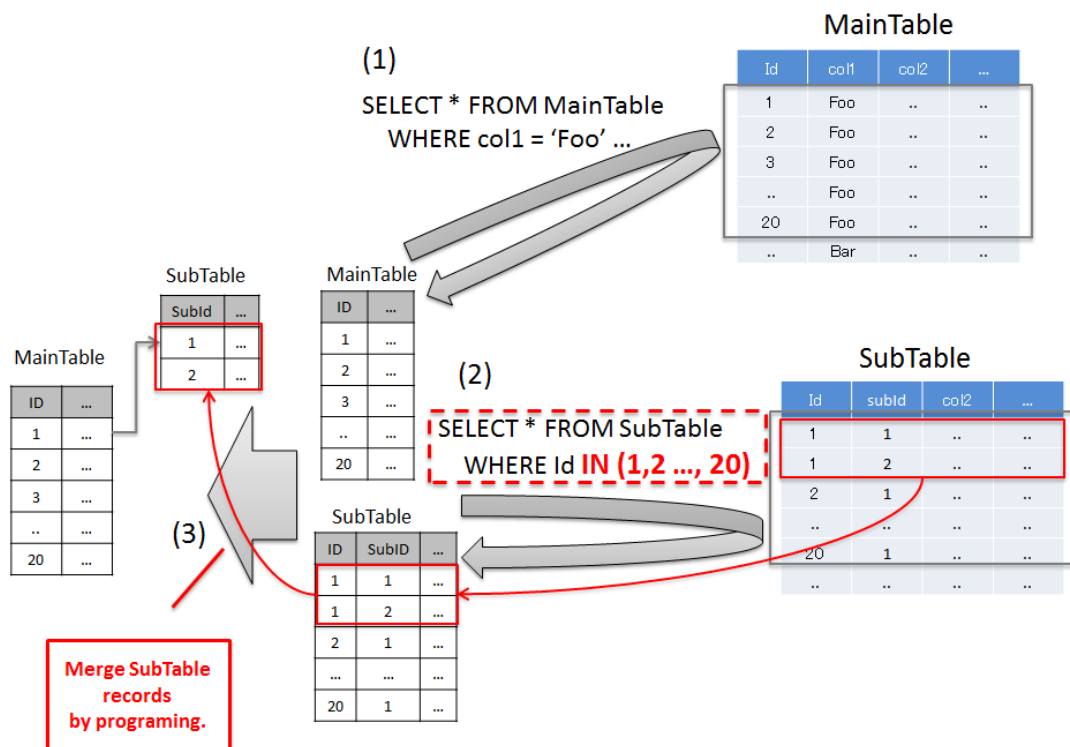 MainTable
Id col1 col2 ...
1 Foo .. ..
2 Foo .. ..
3 Foo .. ..
.. Foo .. ..
20 Foo .. ..
.. Bar .. ..
(1)
SELECT * FROM MainTable
WHERE col1 = ‘Foo’ ...
SubTable
SubId ...
1 ...
2 ...
MainTable
ID ...
1 ...
2 ...
3 ...
.. ...
20 ...
MainTable
ID ...
1 ...
2 ...
3 ...
.. ...
20 ...
(2)
SELECT * FROM SubTable
WHERE Id IN (1,2 ..., 20)
SubTable
Id subId col2 ...
1 1 .. ..
1 2 .. ..
2 1 .. ..
.. .. .. ..
20 1 .. ..
.. .. .. ..
SubTable
ID SubID ...
1 1 ...
1 2 ...
2 1 ...
... ... ...
20 1 ...
(3)
Merge SubTable
records
by programing.